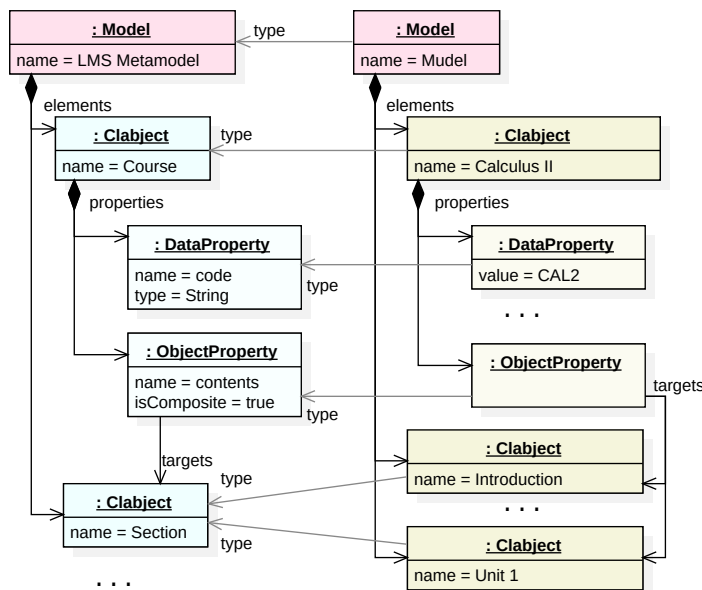 : Model
name = LMS Metamodel
type
: Model
name = Mudel
elements
elements
: Clabject
name = Course
type
: Clabject
name = Calculus II
properties
properties
: DataProperty
name = code
type = String
type
: DataProperty
value = CAL2
. . .
: ObjectProperty
name = contents
isComposite = true
type
: ObjectProperty
targets
targets
: Clabject
name = Introduction
type
. . .
: Clabject
name = Section
type
: Clabject
name = Unit 1
. . .